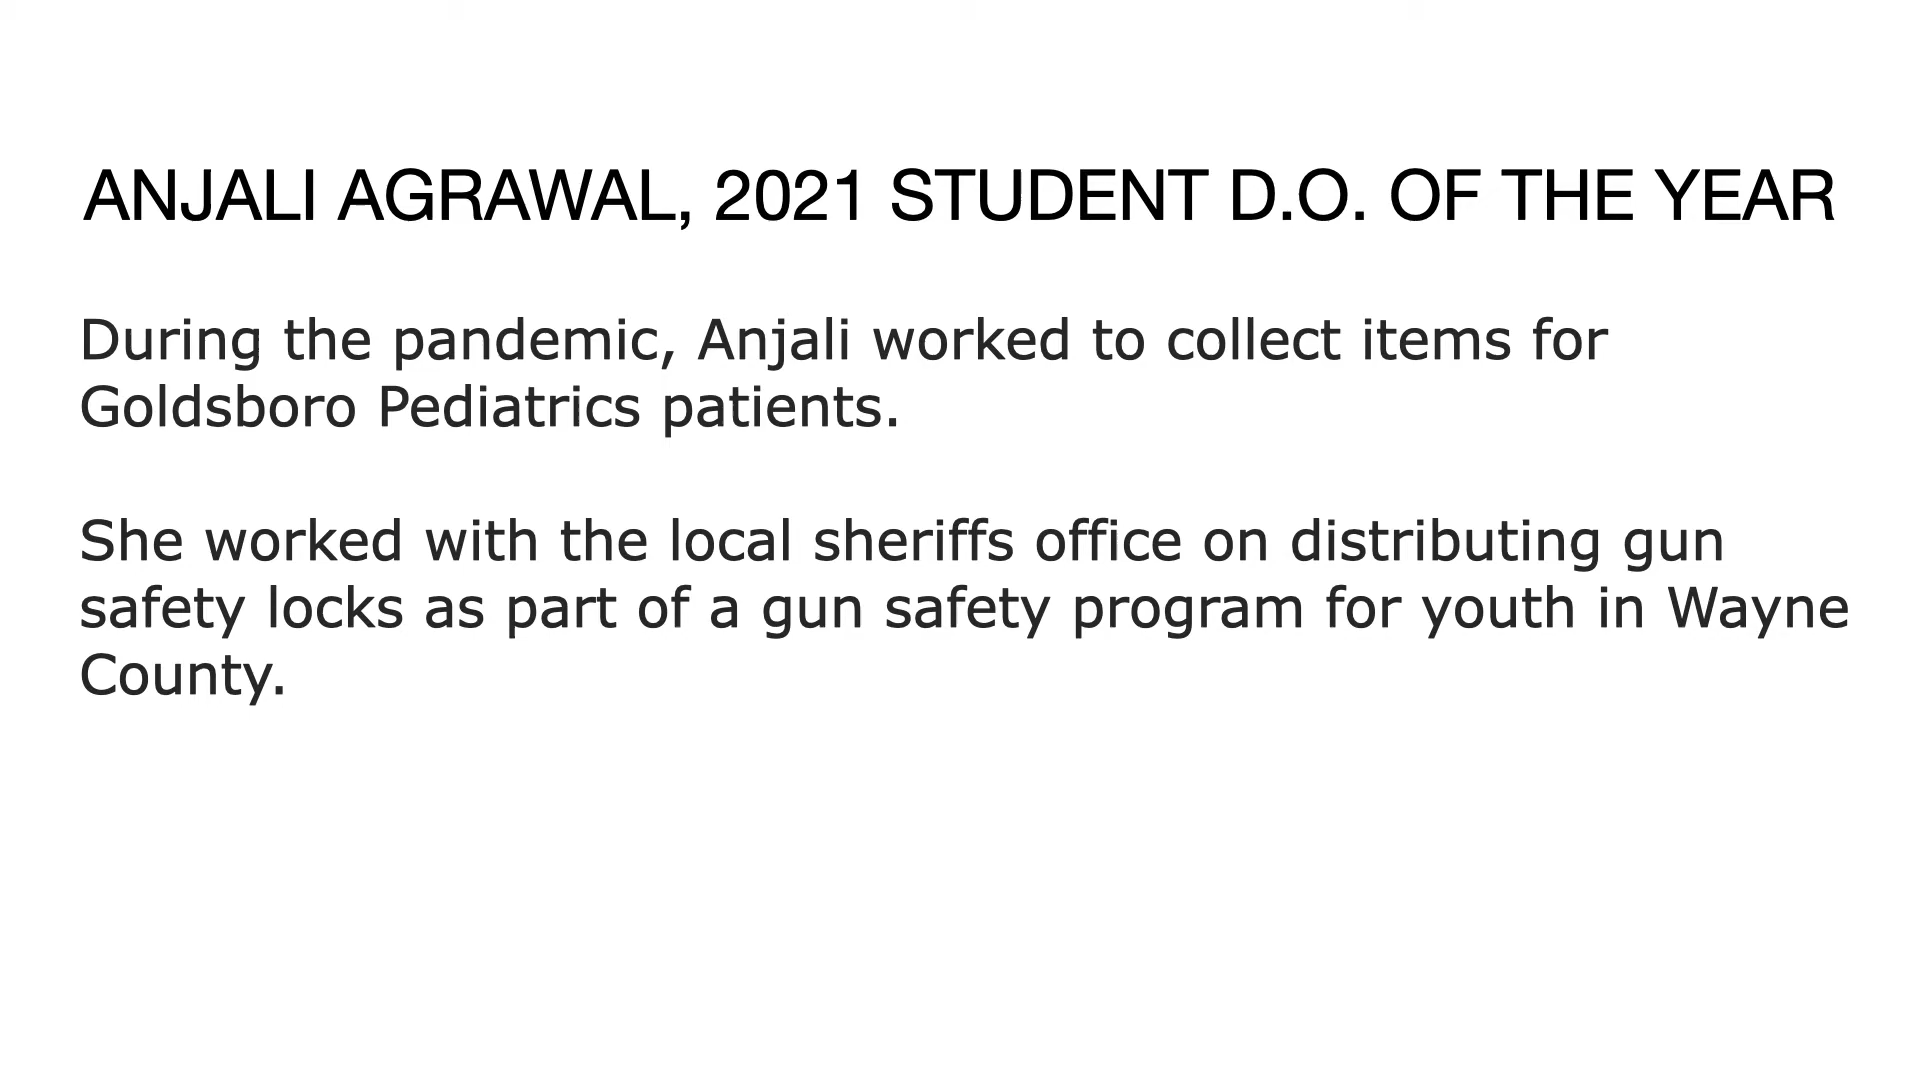 ANJALI AGRAWAL, 2021 STUDENT D.O. OF THE YEAR
During the pandemic, Anjali worked to collect items for
Goldsboro Pediatrics patients.
She worked with the local sheriffs office on distributing gun
safety locks as part of a gun safety program for youth in Wayne
County.